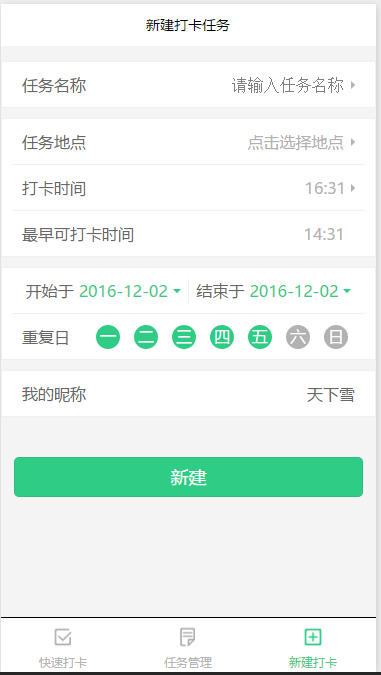 新建打卡任务
任务名称 请输入任务名称
任务地点 点击选择地点
打卡时间 16:31
最早可打卡时间 14:31
开始于 2016-12-02 结束于 2016-12-02
重复日 一 二 三 四 五 六 日
我的昵称 天下雪
新建
快速打卡 任务管理 新建打卡